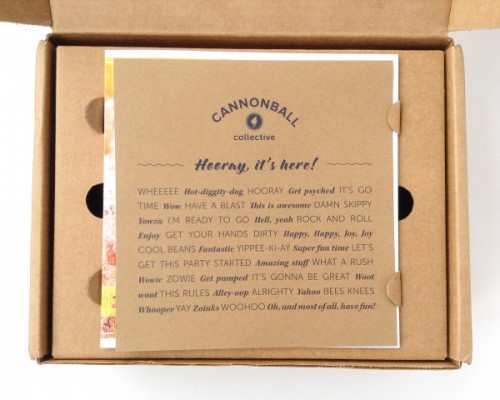 CANNONBALL
collective
Hooray, it's here!
WHEEEEE Hot-diggity-dog HOORAY Get psyched IT'S GO
TIME Wow HAVE A BLAST This is awesome DAMN SKIPPY
Yowza I'M READY TO GO Hell, yeah ROCK AND ROLL
Enjoy GET YOUR HANDS DIRTY Happy, Happy, Joy, Joy
COOL BEANS Fantastic YIPPEE-KI-AY Super fun time LET'S
GET THIS PARTY STARTED Amazing stuff WHAT A RUSH
Wowie ZOWIE Get pumped IT'S GONNA BE GREAT Woot
woot THIS RULES Alley-oop ALRIGHTY Yahoo BEES KNEES
Whoopee YAY Zoinks WOOHOO Oh, and most of all, have fun!